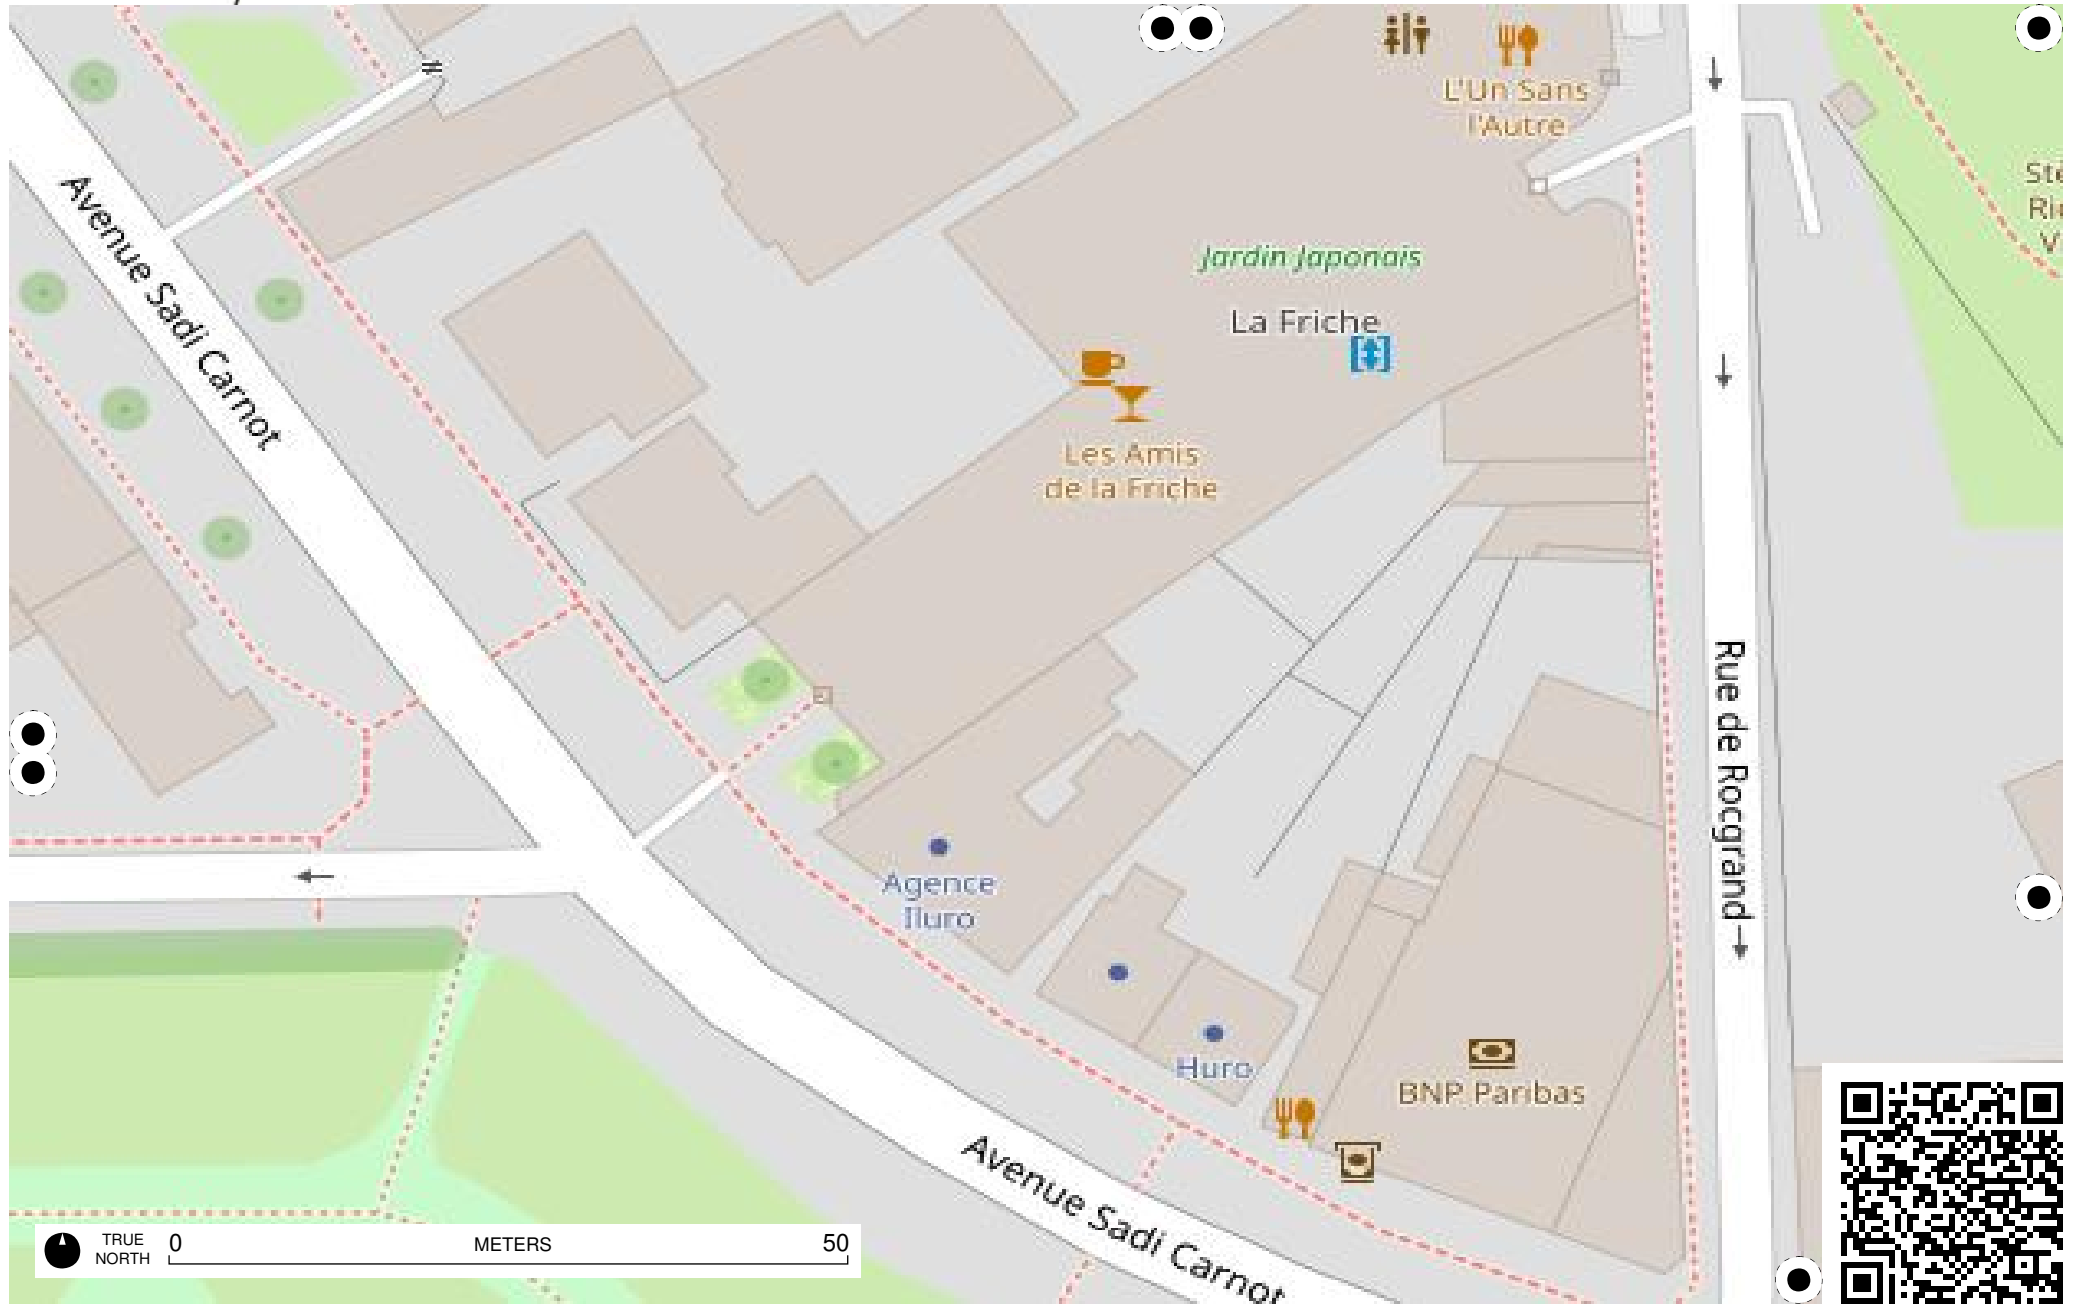 L'Un Sans
l'Autre
Avenue Sadi Carnot
Jardin Japonais
La Friche
Les Amis
de la Friche
Rue de Rocgrand
Agence
Iluro
Huro
BNP Paribas
Avenue Sadi Carnot
TRUE
NORTH
0 METERS 50